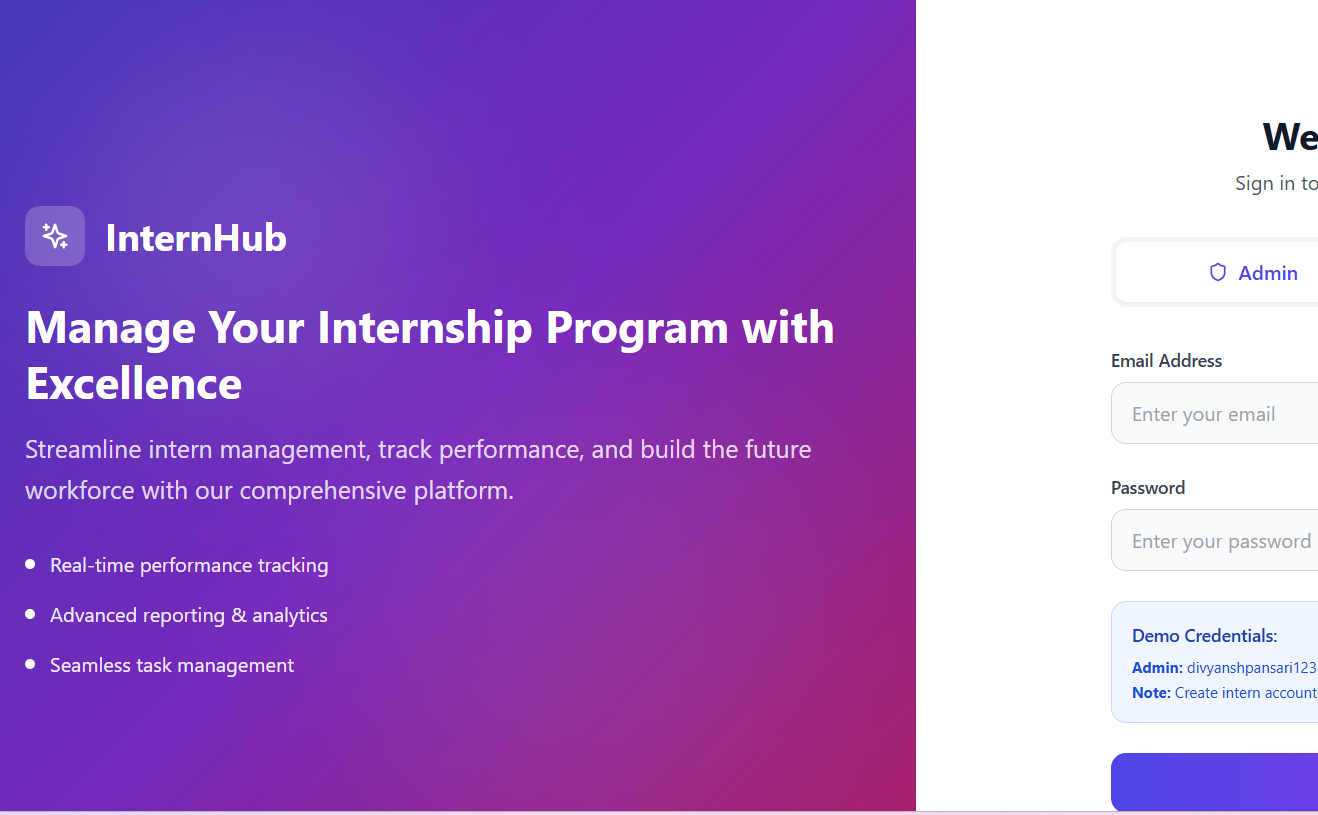 InternHub
Manage Your Internship Program with
Excellence
Streamline intern management, track performance, and build the future
workforce with our comprehensive platform.
Real-time performance tracking
Advanced reporting & analytics
Seamless task management
We
Sign in to
Admin
Email Address
Enter your email
Password
Enter your password
Demo Credentials:
Admin: divyanshpansari123
Note: Create intern account